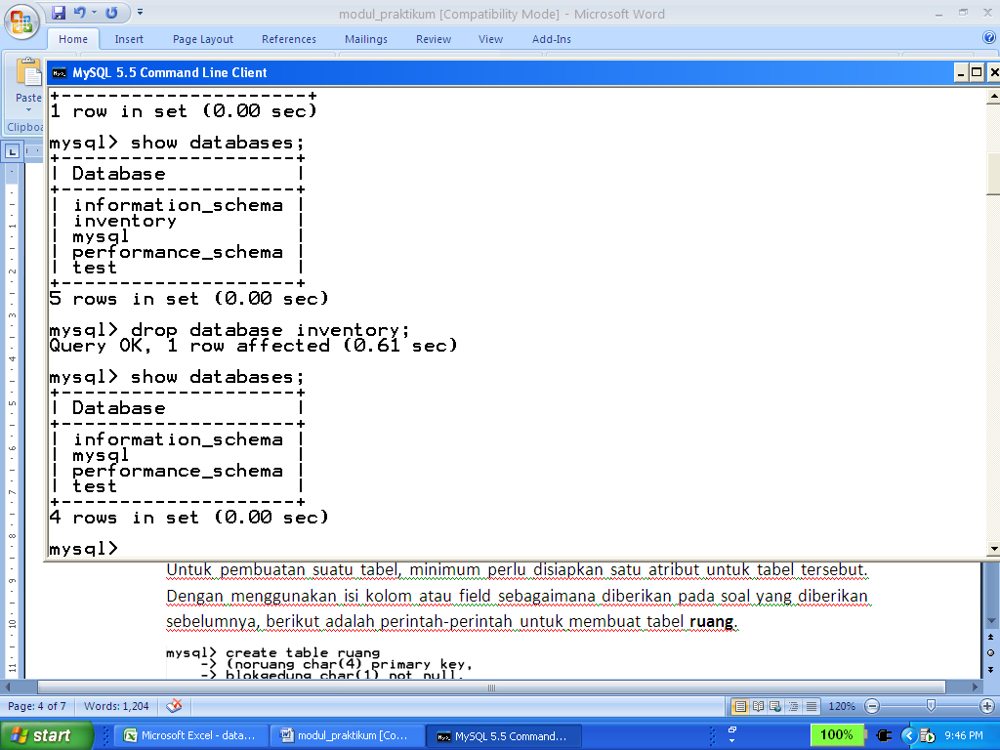 modul_praktikum [Compatibility Mode] - Microsoft Word
Home Insert Page Layout References Mailings Review View Add-Ins
Paste
Clipboa
MySQL 5.5 Command Line Client
+---------------------+
1 row in set (0.00 sec)
mysql> show databases;
+--------------------+
| Database |
+--------------------+
| information_schema |
| inventory |
| mysql |
| performance_schema |
| test |
+--------------------+
5 rows in set (0.00 sec)
mysql> drop database inventory;
Query OK, 1 row affected (0.61 sec)
mysql> show databases;
+--------------------+
| Database |
+--------------------+
| information_schema |
| mysql |
| performance_schema |
| test |
+--------------------+
4 rows in set (0.00 sec)
mysql>
Untuk pembuatan suatu tabel, minimum perlu disiapkan satu atribut untuk tabel tersebut.
Dengan menggunakan isi kolom atau field sebagaimana diberikan pada soal yang diberikan
sebelumnya, berikut adalah perintah-perintah untuk membuat tabel ruang.
mysql> create table ruang
-> (noruang char(4) primary key,
-> blokgedung char(1) not null,
Page: 4 of 7 Words: 1,204 120%
start Microsoft Excel - data... modul_praktikum [Co... MySQL 5.5 Command... 100% 9:46 PM